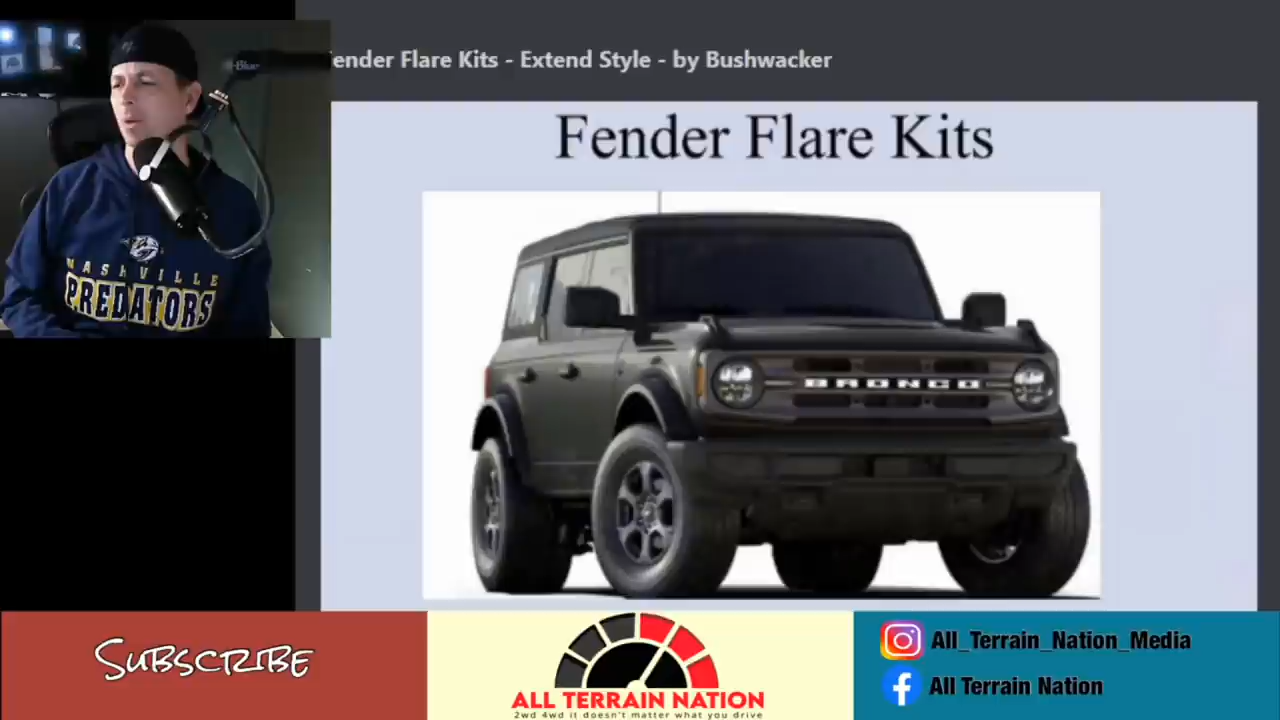 ender Flare Kits - Extend Style - by Bushwacker
Blue
Fender Flare Kits
NASHVILLE
PREDATORS
BRONCO
SUBSCRIBE
ALL TERRAIN NATION
2wd 4wd it doesn't matter what you drive
All_Terrain_Nation_Media
All Terrain Nation